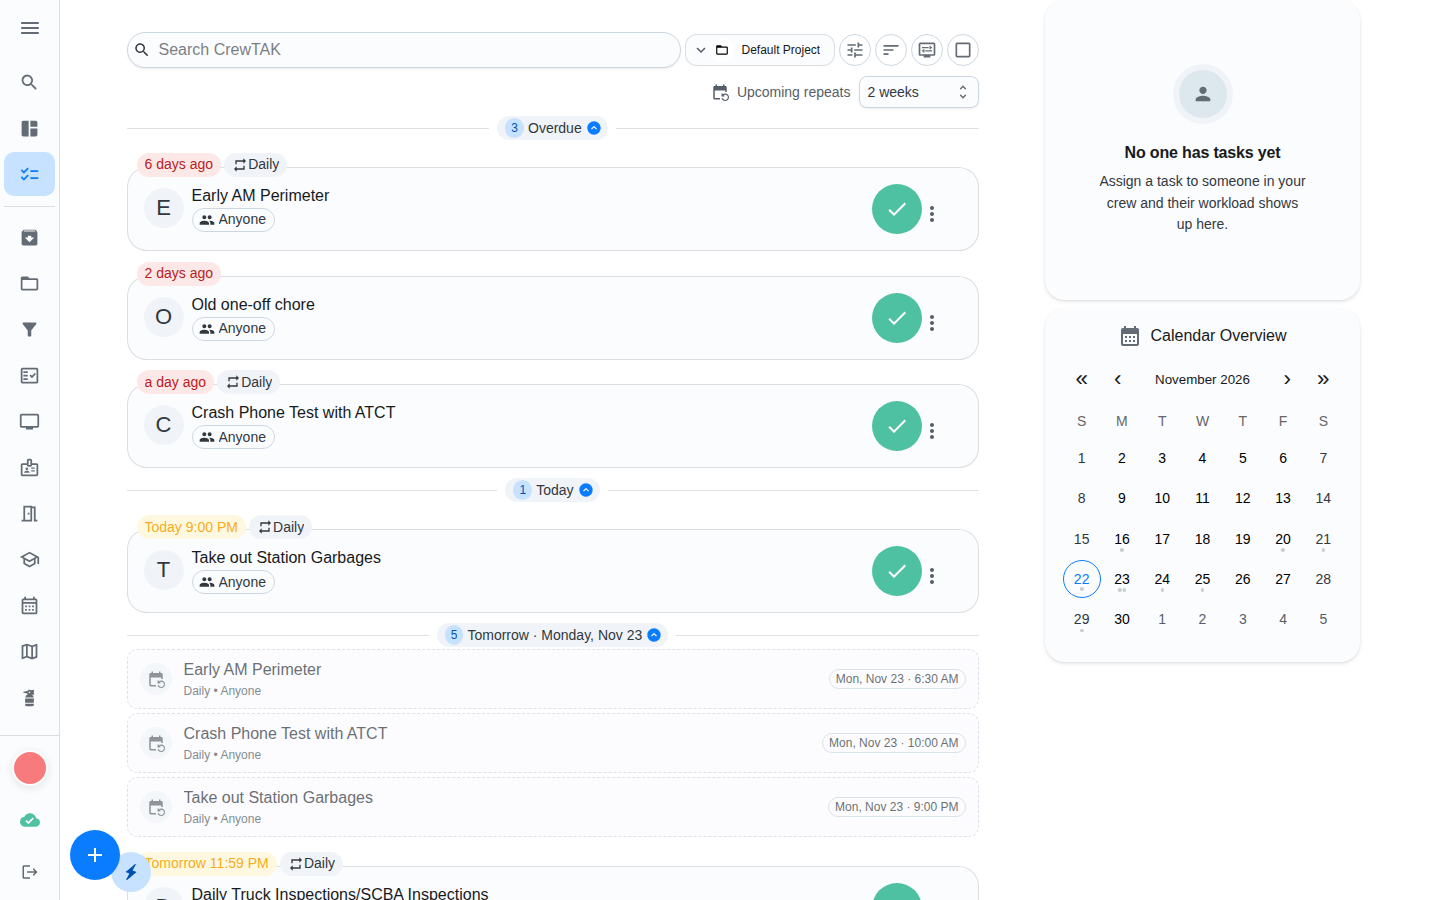 Search CrewTAK
Default Project
Upcoming repeats
2 weeks
3 Overdue
6 days ago
Daily
E
Early AM Perimeter
Anyone
2 days ago
O
Old one-off chore
Anyone
a day ago
Daily
C
Crash Phone Test with ATCT
Anyone
1 Today
Today 9:00 PM
Daily
T
Take out Station Garbages
Anyone
5 Tomorrow · Monday, Nov 23
Early AM Perimeter
Daily • Anyone
Mon, Nov 23 · 6:30 AM
Crash Phone Test with ATCT
Daily • Anyone
Mon, Nov 23 · 10:00 AM
Take out Station Garbages
Daily • Anyone
Mon, Nov 23 · 9:00 PM
Tomorrow 11:59 PM
Daily
Daily Truck Inspections/SCBA Inspections
No one has tasks yet
Assign a task to someone in your
crew and their workload shows
up here.
Calendar Overview
« ‹ November 2026 › »
S M T W T F S
1 2 3 4 5 6 7
8 9 10 11 12 13 14
15 16 17 18 19 20 21
22 23 24 25 26 27 28
29 30 1 2 3 4 5